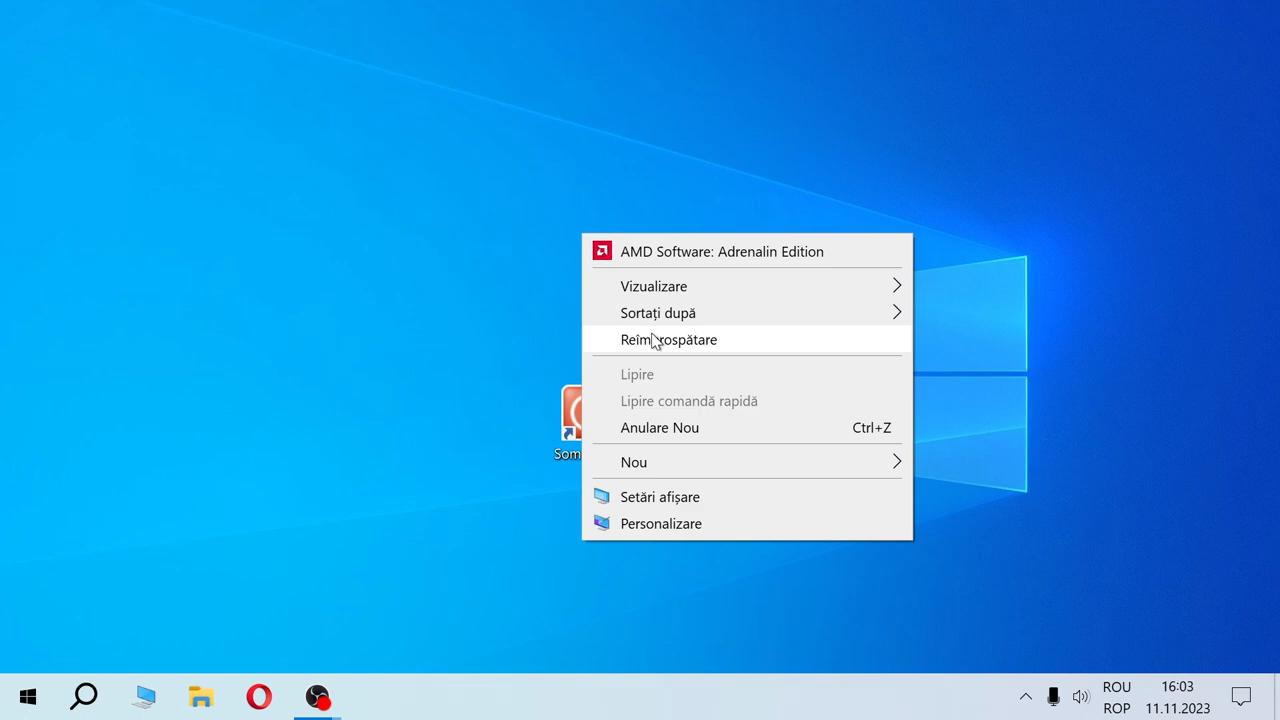 AMD Software: Adrenalin Edition
Vizualizare
Sortați după
Reîmprospătare
Lipire
Lipire comandă rapidă
Anulare Nou Ctrl+Z
Som
Nou
Setări afișare
Personalizare
ROU 16:03
ROP 11.11.2023